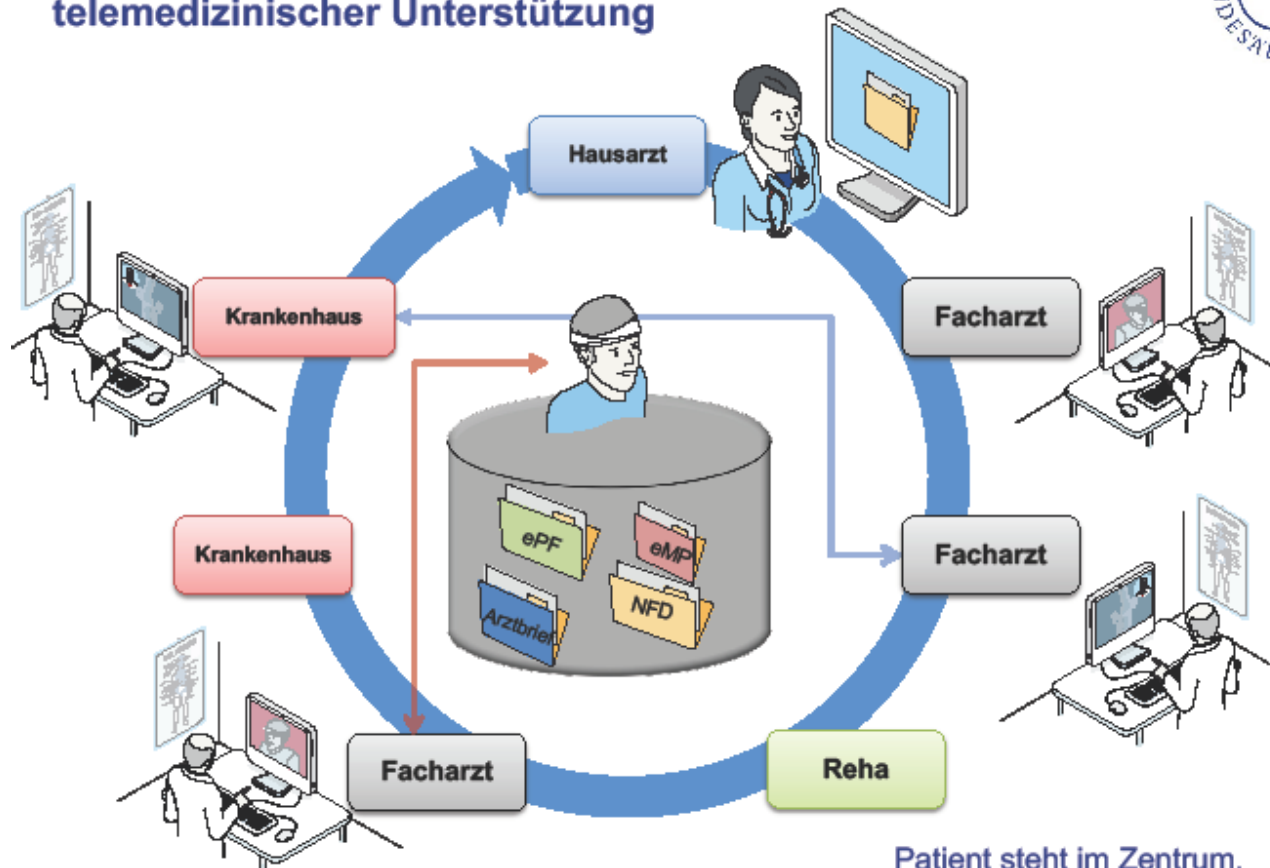 telemedizinischer Unterstützung
Hausarzt
Krankenhaus
Facharzt
ePF
eMP
Krankenhaus
Facharzt
Arztbrief
NFD
Facharzt
Reha
Patient steht im Zentrum.